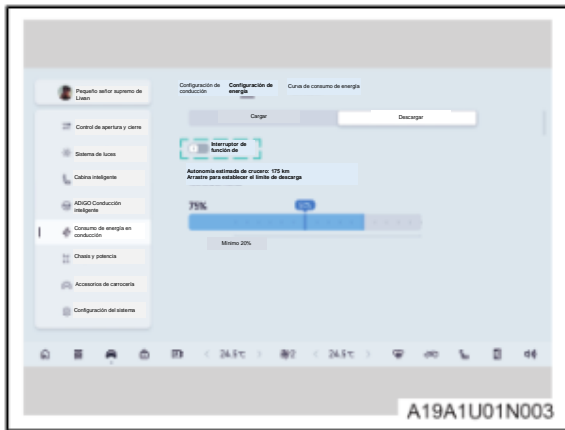 Pequeño señor supremo de
Livan
Configuración de
conducción
Configuración de
energía
Curva de consumo de energía
Cargar
Descargar
Control de apertura y cierre
Sistema de luces
Cabina inteligente
ADiGO Conducción
inteligente
Consumo de energía en
conducción
Chasis y potencia
Accesorios de carrocería
Configuración del sistema
Interruptor de
función de
Autonomía estimada de crucero: 175 km
Arrastre para establecer el límite de descarga
75%
Mínimo 20%
24.5℃
2
24.5℃
A19A1U01N003